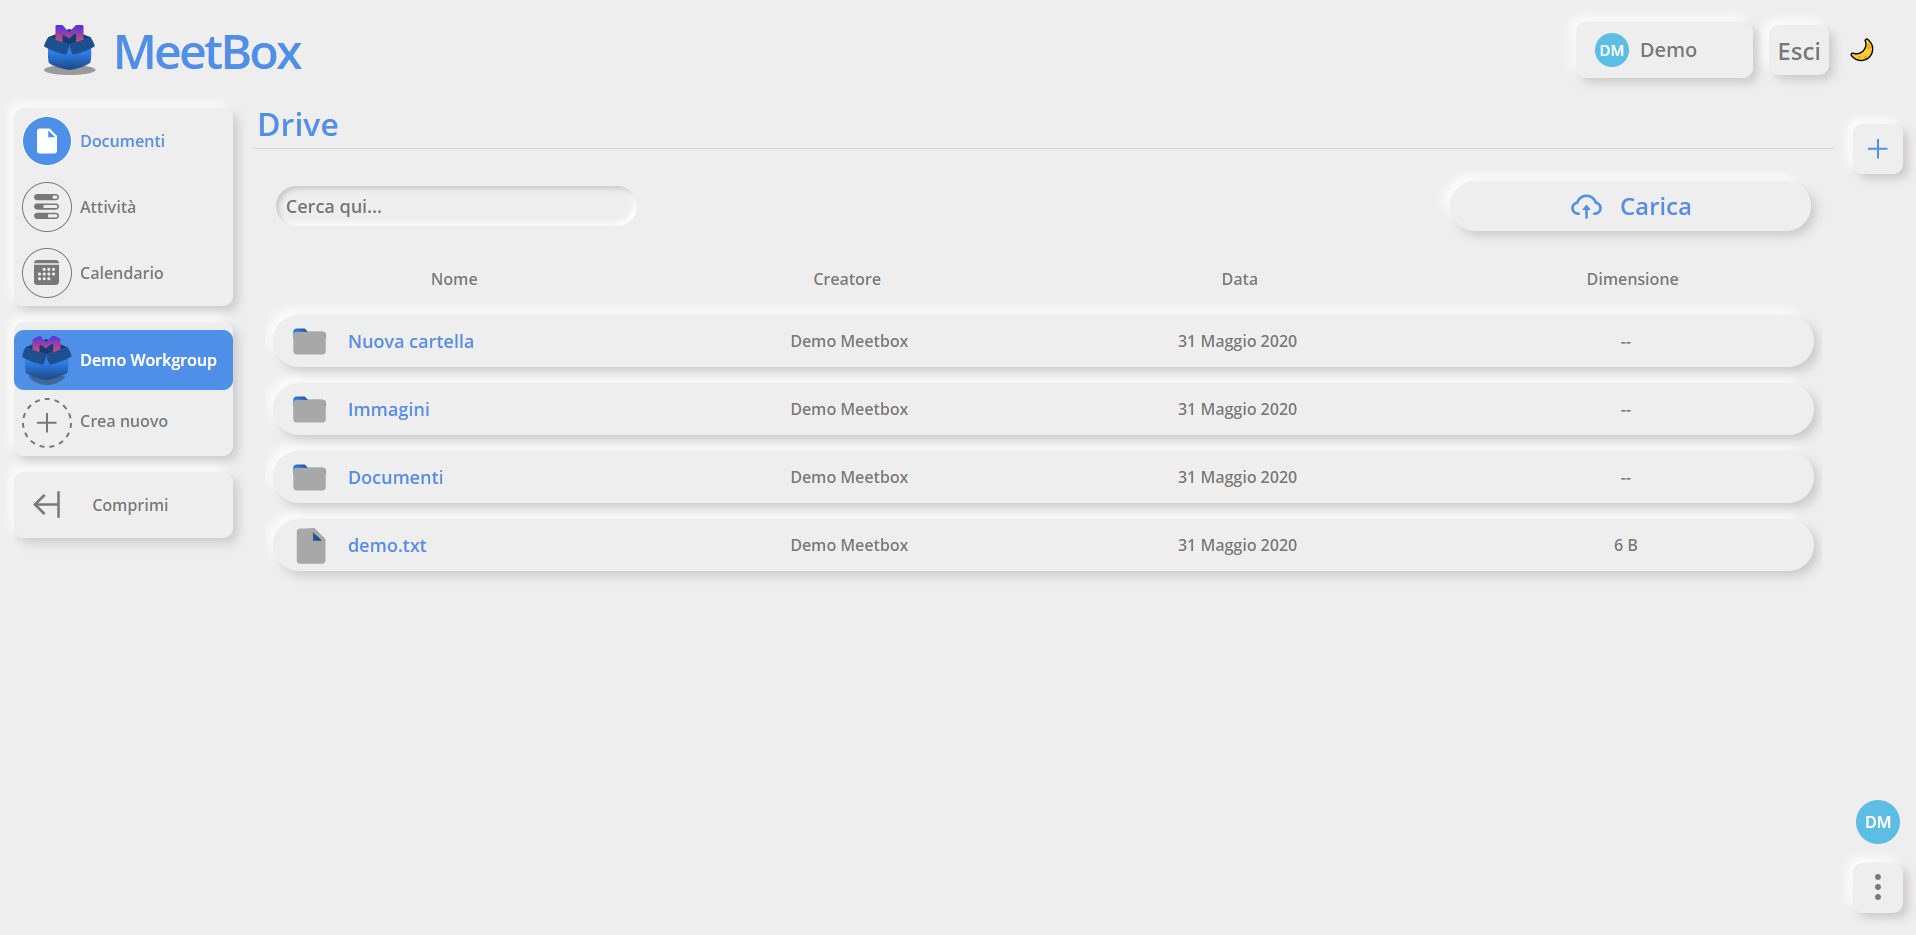 MeetBox
DM Demo
Esci
Documenti
Attività
Calendario
Demo Workgroup
Crea nuovo
Comprimi
Drive
Cerca qui...
Carica
Nome Creatore Data Dimensione
Nuova cartella Demo Meetbox 31 Maggio 2020 --
Immagini Demo Meetbox 31 Maggio 2020 --
Documenti Demo Meetbox 31 Maggio 2020 --
demo.txt Demo Meetbox 31 Maggio 2020 6 B
DM